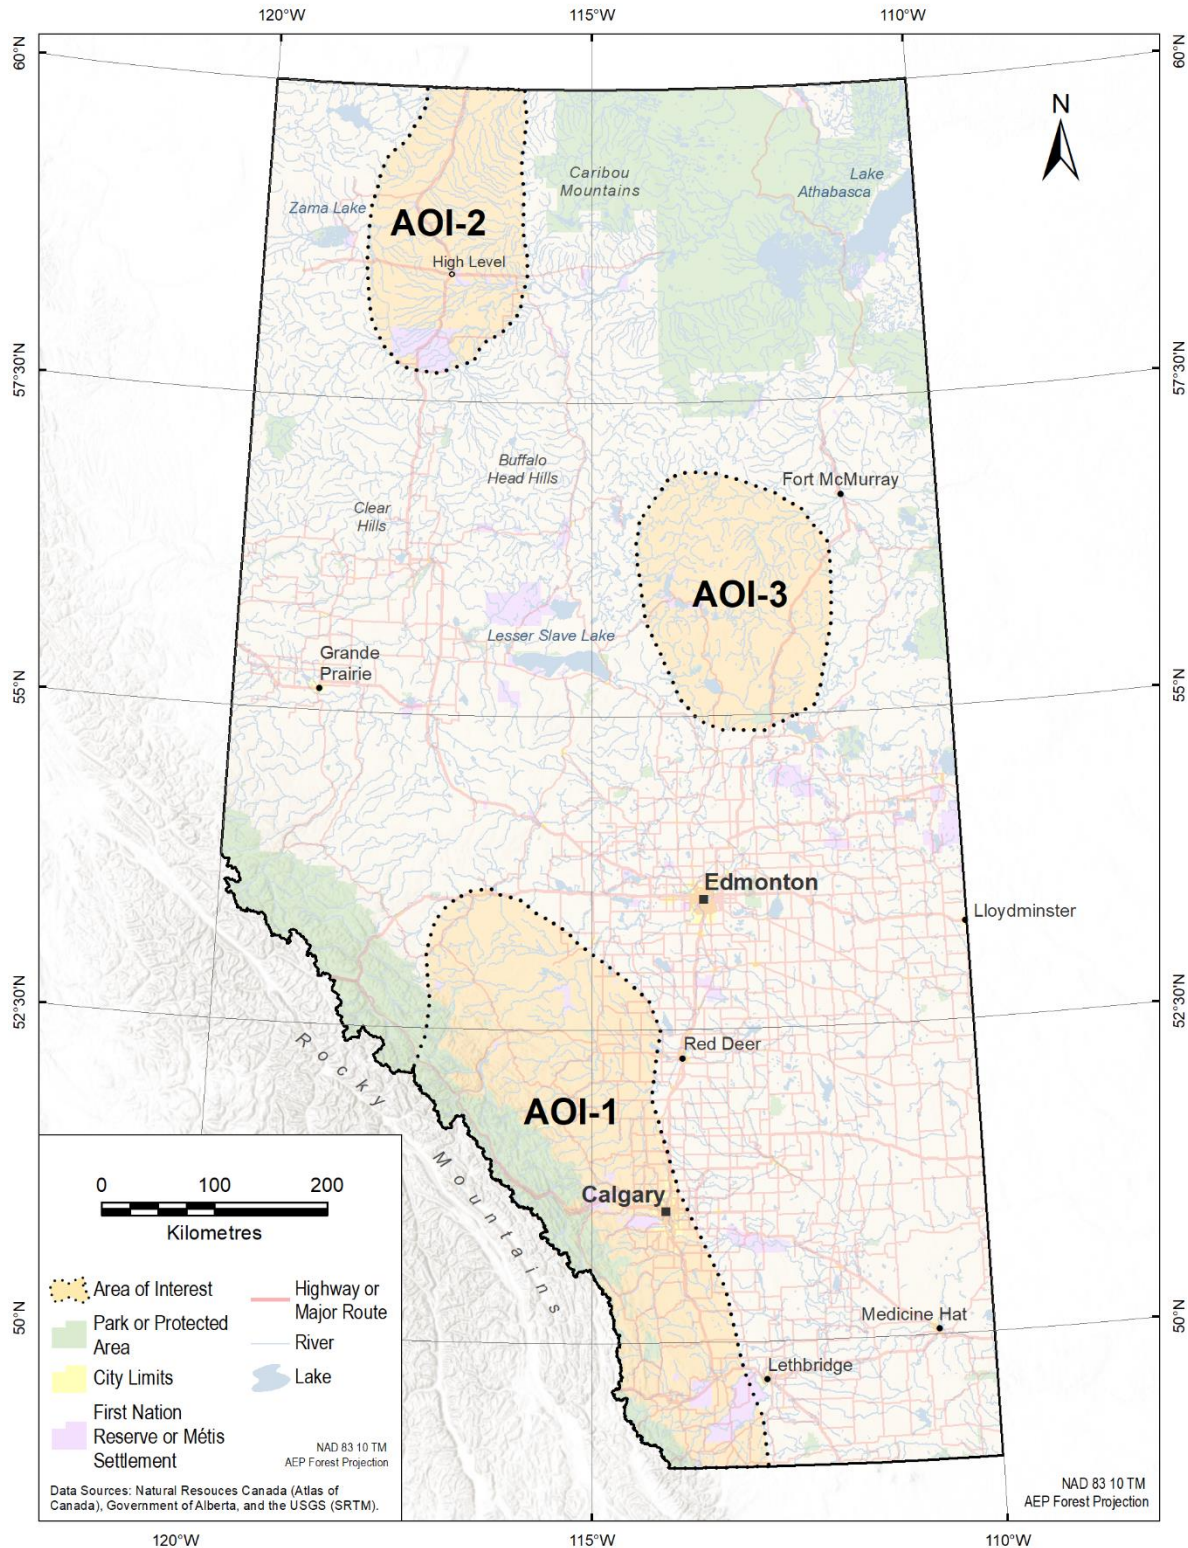 120°W
115°W
110°W
60°N
60°N
N
Caribou
Mountains
Lake
Athabasca
Zama Lake
AOI-2
High Level
57°30'N
57°30'N
Buffalo
Head Hills
Fort McMurray
Clear
Hills
AOI-3
Lesser Slave Lake
Grande
Prairie
55°N
55°N
Edmonton
Lloydminster
52°30'N
52°30'N
Red Deer
Rocky Mountains
AOI-1
Calgary
0 100 200
Kilometres
Area of Interest
Park or Protected
Area
City Limits
First Nation
Reserve or Métis
Settlement
Highway or
Major Route
River
Lake
NAD 83 10 TM
AEP Forest Projection
Data Sources: Natural Resouces Canada (Atlas of
Canada), Government of Alberta, and the USGS (SRTM).
50°N
50°N
Medicine Hat
Lethbridge
NAD 83 10 TM
AEP Forest Projection
120°W
115°W
110°W